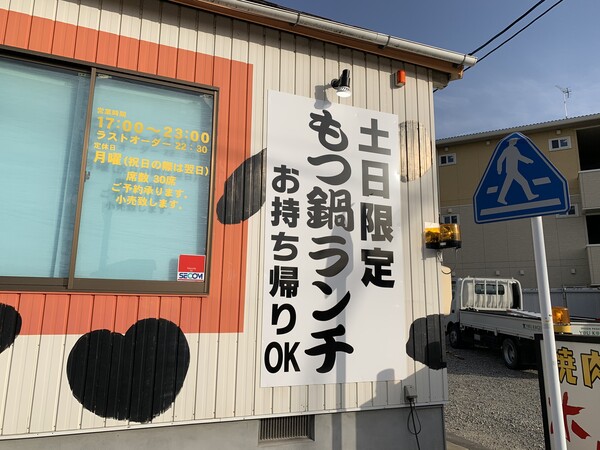 営業時間
17:00～23:00
ラストオーダー 22:30
定休日
月曜(祝日の際は翌日)
席数 30席
ご予約承ります。
小売致します。
SECOM
土日限定
もつ鍋ランチ
お持ち帰りOK
焼肉